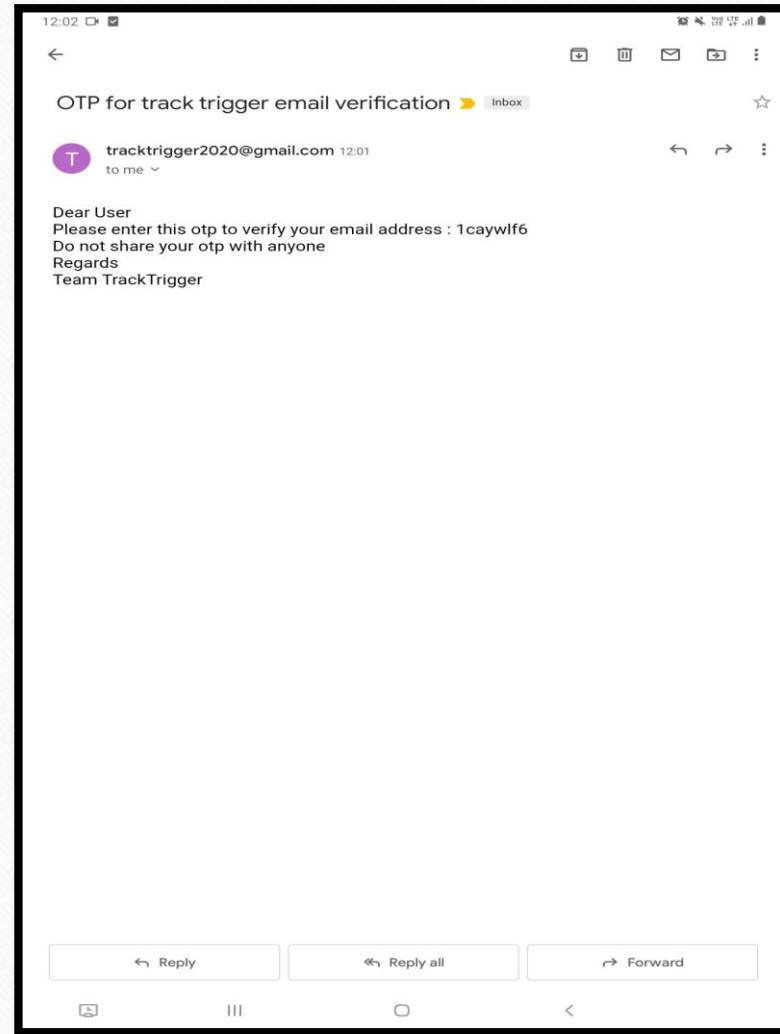 12:02
OTP for track trigger email verification Inbox
T
tracktrigger2020@gmail.com 12:01
to me
Dear User
Please enter this otp to verify your email address : 1caywlf6
Do not share your otp with anyone
Regards
Team TrackTrigger
Reply Reply all Forward